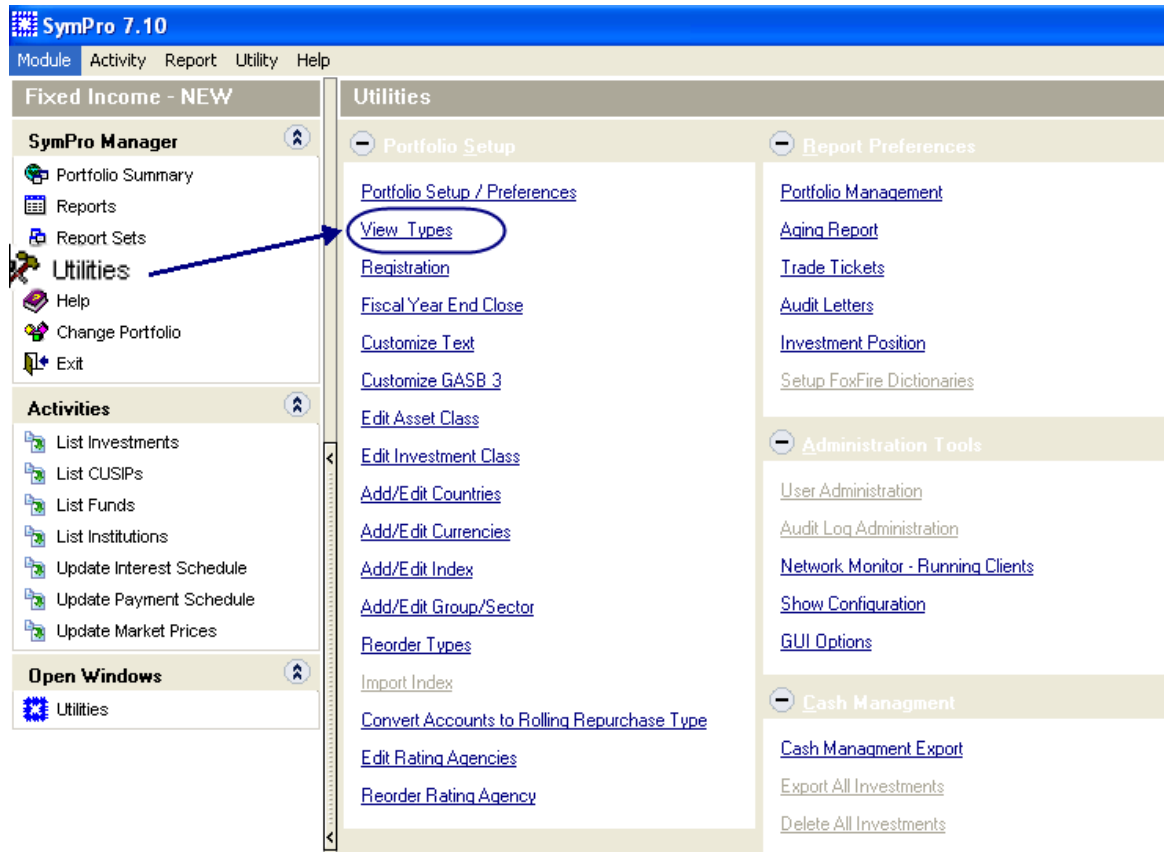 SymPro 7.10
Module Activity Report Utility Help
Fixed Income - NEW
SymPro Manager
Portfolio Summary
Reports
Report Sets
Utilities
Help
Change Portfolio
Exit
Activities
List Investments
List CUSIPs
List Funds
List Institutions
Update Interest Schedule
Update Payment Schedule
Update Market Prices
Open Windows
Utilities
Utilities
Portfolio Setup
Portfolio Setup / Preferences
View Types
Registration
Fiscal Year End Close
Customize Text
Customize GASB 3
Edit Asset Class
Edit Investment Class
Add/Edit Countries
Add/Edit Currencies
Add/Edit Index
Add/Edit Group/Sector
Reorder Types
Import Index
Convert Accounts to Rolling Repurchase Type
Edit Rating Agencies
Reorder Rating Agency
Report Preferences
Portfolio Management
Aging Report
Trade Tickets
Audit Letters
Investment Position
Setup FoxFire Dictionaries
Administration Tools
User Administration
Audit Log Administration
Network Monitor - Running Clients
Show Configuration
GUI Options
Cash Managment
Cash Managment Export
Export All Investments
Delete All Investments